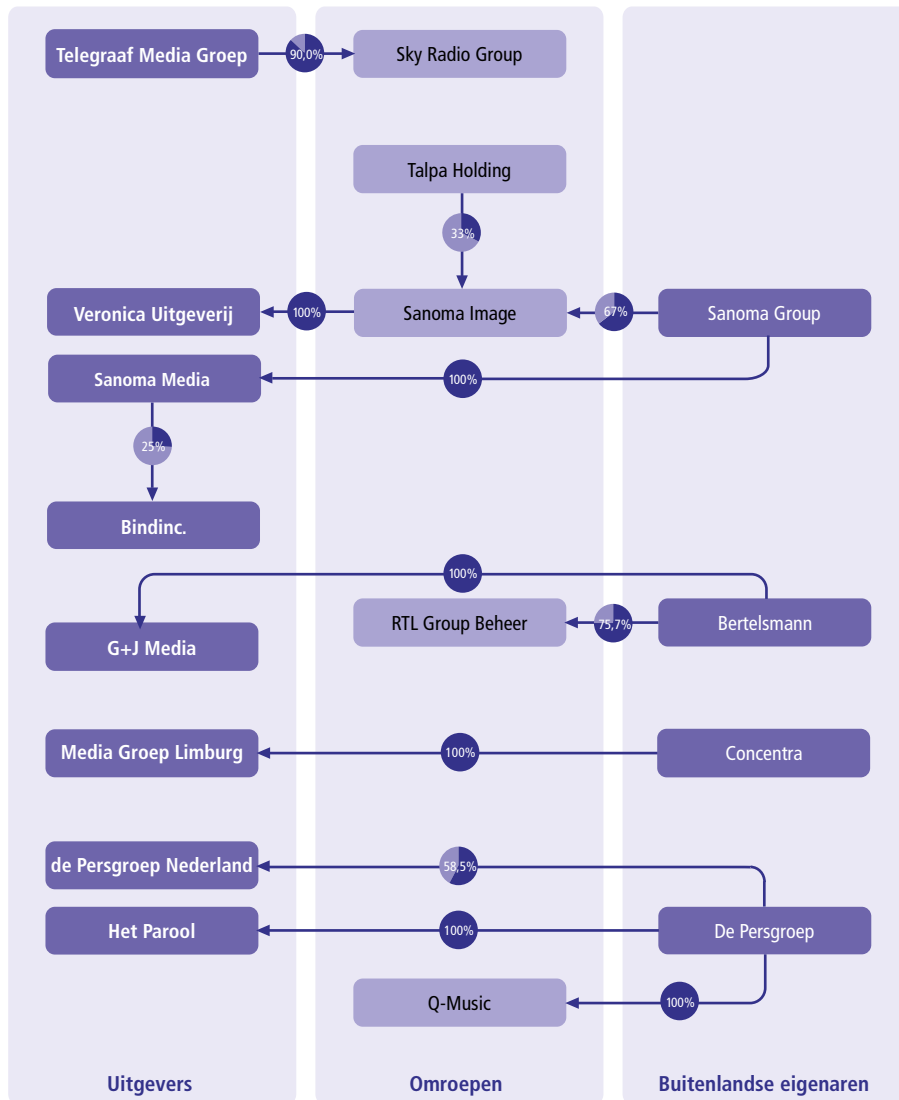 Telegraaf Media Groep
90,0%
Sky Radio Group
Talpa Holding
33%
Veronica Uitgeverij
100%
Sanoma Image
67%
Sanoma Group
Sanoma Media
100%
25%
Bindinc.
100%
RTL Group Beheer
75,7%
Bertelsmann
G+J Media
Media Groep Limburg
100%
Concentra
de Persgroep Nederland
58,5%
Het Parool
100%
De Persgroep
Q-Music
100%
Uitgevers
Omroepen
Buitenlandse eigenaren